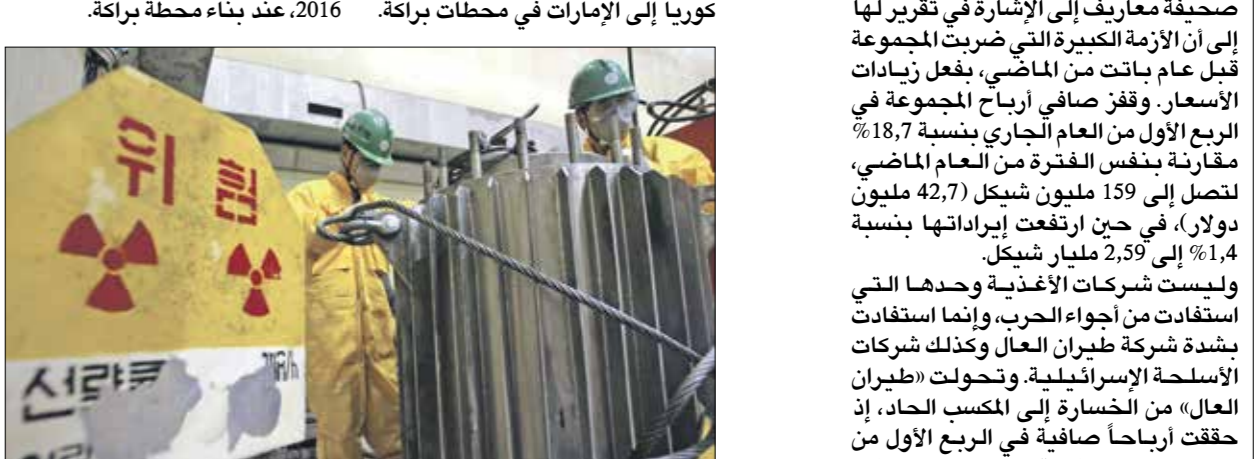 صحيفة معاريف إلى الإشارة في تقرير لها
إلى أن الأزمة الكبيرة التي ضربت المجموعة
قبل عام باتت من الماضي، بفعل زيادات
الأسعار. وقفز صافي أرباح المجموعة في
الربع الأول من العام الجاري بنسبة 18,7%
مقارنة بنفس الفترة من العام الماضي،
لتصل إلى 159 مليون شيكل (42,7 مليون
دولار)، في حين ارتفعت إيراداتها بنسبة
1,4% إلى 2,59 مليار شيكل.
وليست شركات الأغذية وحدها التي
استفادت من أجواء الحرب، وإنما استفادت
بشدة شركة طيران العال وكذلك شركات
الأسلحة الإسرائيلية. وتحولت «طيران
العال» من الخسارة إلى المكسب الحاد، إذ
حققت أرباحاً صافية في الربع الأول من
كوريا إلى الإمارات في محطات براكة.
2016، عند بناء محطة براكة.
위험
선량률